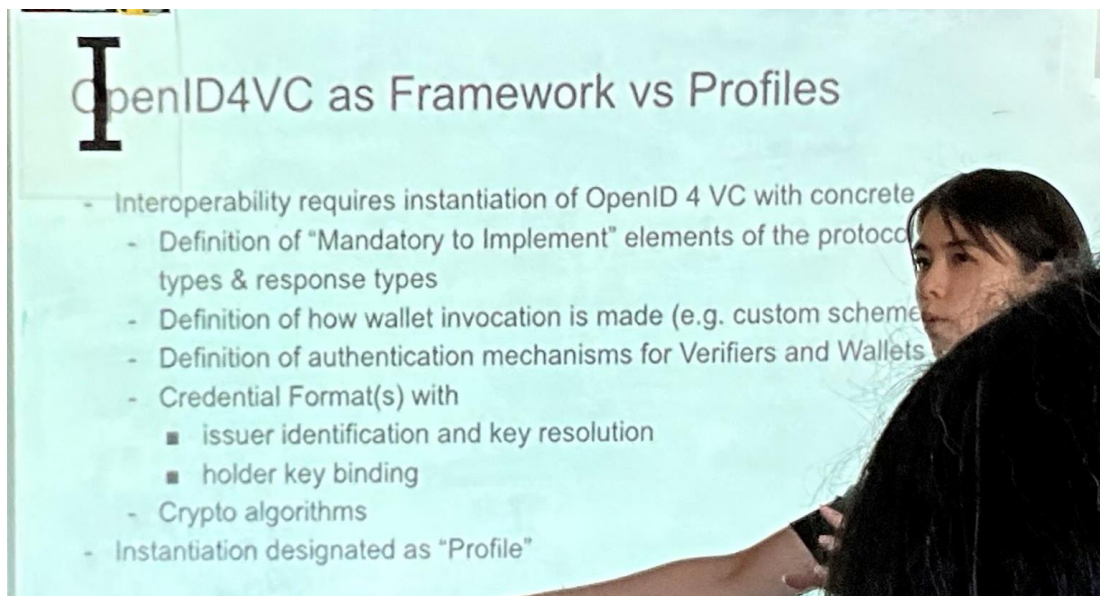 OpenID4VC as Framework vs Profiles
- Interoperability requires instantiation of OpenID 4 VC with concrete
- Definition of “Mandatory to Implement” elements of the
types & response types
- Definition of how wallet invocation is made (e.g. custom scheme
- Definition of authentication mechanisms for Verifiers and Wallets
- Credential Format(s) with
■ issuer identification and key resolution
■ holder key binding
- Crypto algorithms
- Instantiation designated as “Profile”